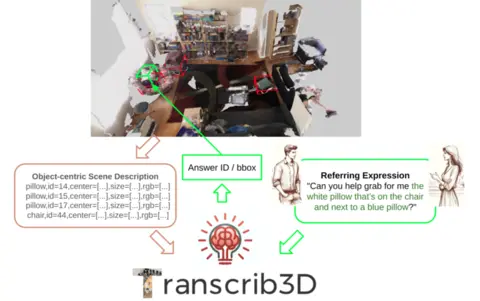 Object-centric Scene Description
pillow,id=14,center=[...],size=[...],rgb=[...]
pillow,id=15,center=[...],size=[...],rgb=[...]
pillow,id=17,center=[...],size=[...],rgb=[...]
chair,id=44,center=[...],size=[...],rgb=[...]
Answer ID / bbox
Referring Expression
"Can you help grab for me the
white pillow that's on the chair
and next to a blue pillow?"
Transcrib3D